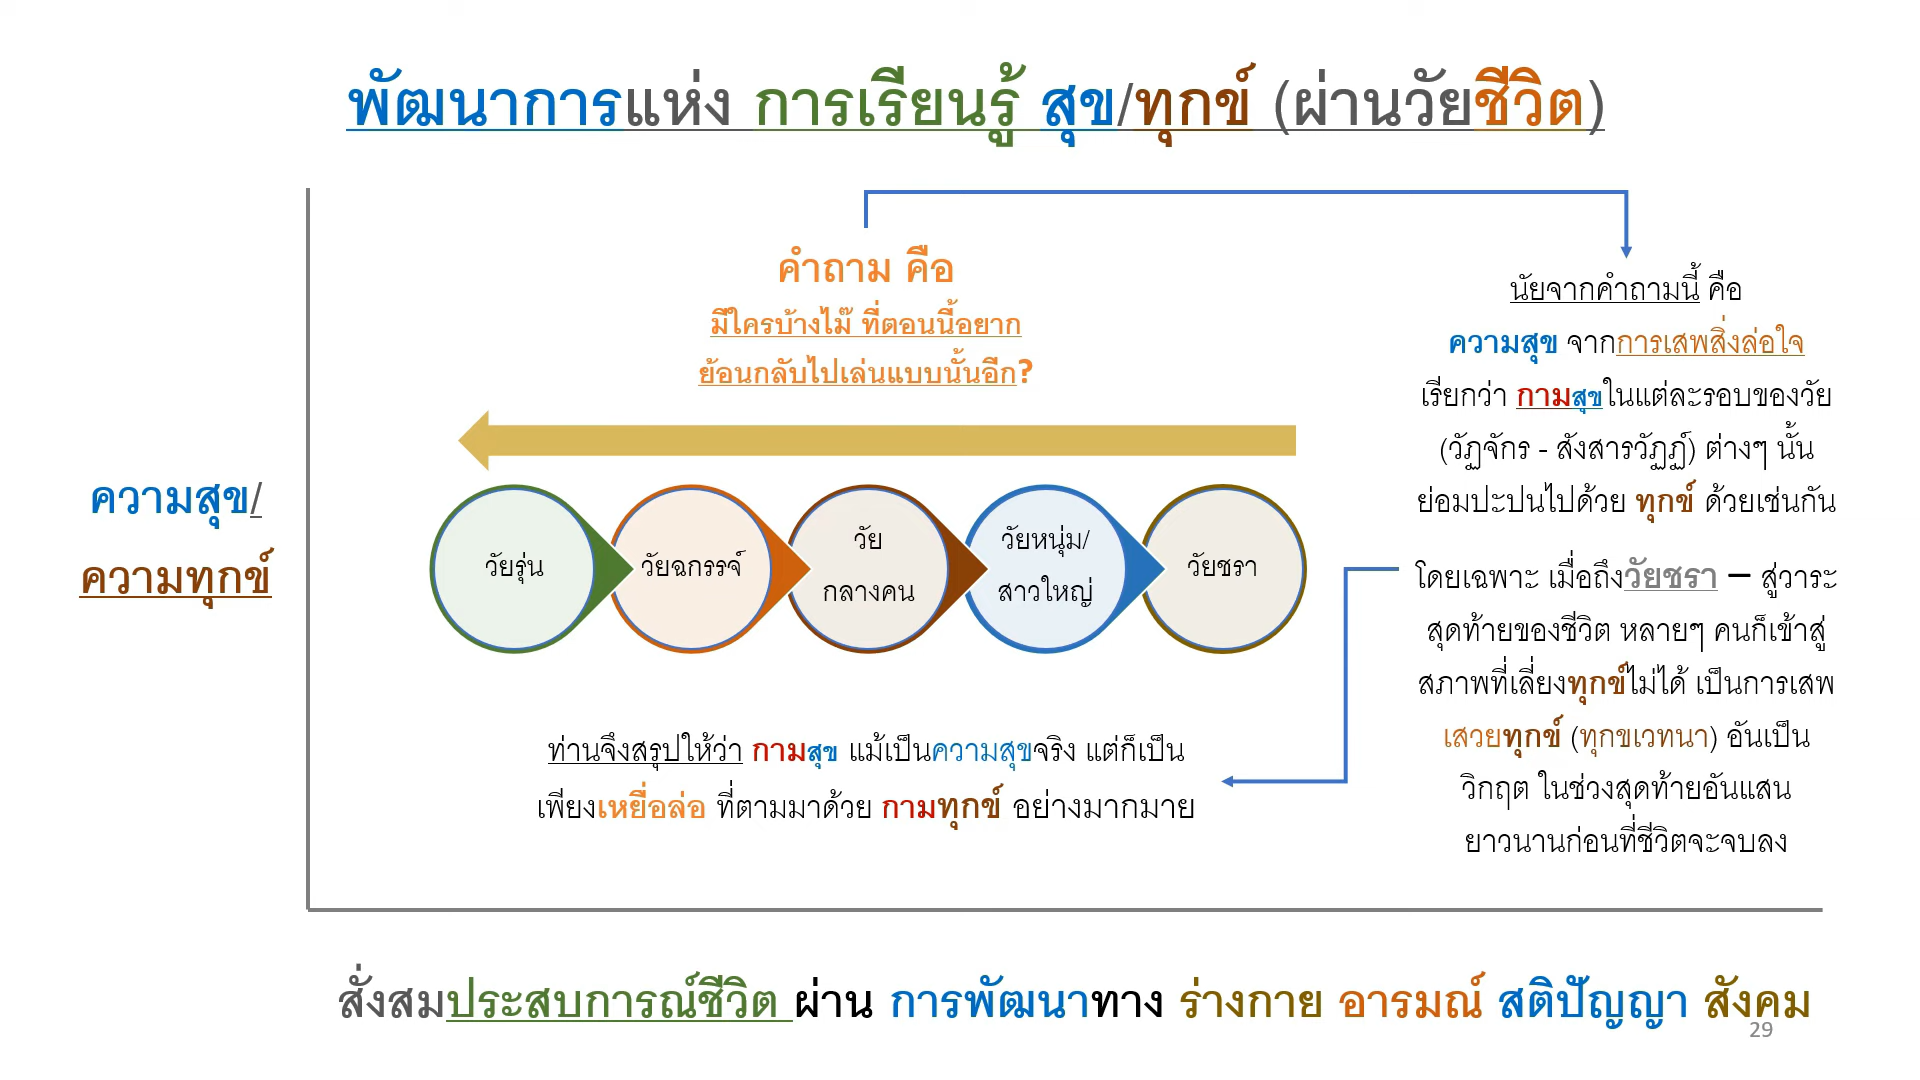 พัฒนาการแห่ง การเรียนรู้ สุข/ทุกข์ (ผ่านวัยชีวิต)
คำถาม คือ
มีใครบ้างไม๊ ที่ตอนนี้อยาก
ย้อนกลับไปเล่นแบบนั้นอีก?
นัยจากคำถามนี้ คือ
ความสุข จากการเสพสิ่งล่อใจ
เรียกว่า กามสุขในแต่ละรอบของวัย
(วัฏจักร - สังสารวัฏฏ์) ต่างๆ นั้น
ย่อมปะปนไปด้วย ทุกข์ ด้วยเช่นกัน
โดยเฉพาะ เมื่อถึงวัยชรา – สู่วาระ
สุดท้ายของชีวิต หลายๆ คนก็เข้าสู่
สภาพที่เลี่ยงทุกข์ไม่ได้ เป็นการเสพ
เสวยทุกข์ (ทุกขเวทนา) อันเป็น
วิกฤต ในช่วงสุดท้ายอันแสน
ยาวนานก่อนที่ชีวิตจะจบลง
ความสุข/
ความทุกข์
วัยรุ่น
วัยฉกรรจ์
วัย
กลางคน
วัยหนุ่ม/
สาวใหญ่
วัยชรา
ท่านจึงสรุปให้ว่า กามสุข แม้เป็นความสุขจริง แต่ก็เป็น
เพียงเหยื่อล่อ ที่ตามมาด้วย กามทุกข์ อย่างมากมาย
สั่งสมประสบการณ์ชีวิต ผ่าน การพัฒนาทาง ร่างกาย อารมณ์ สติปัญญา สังคม
29